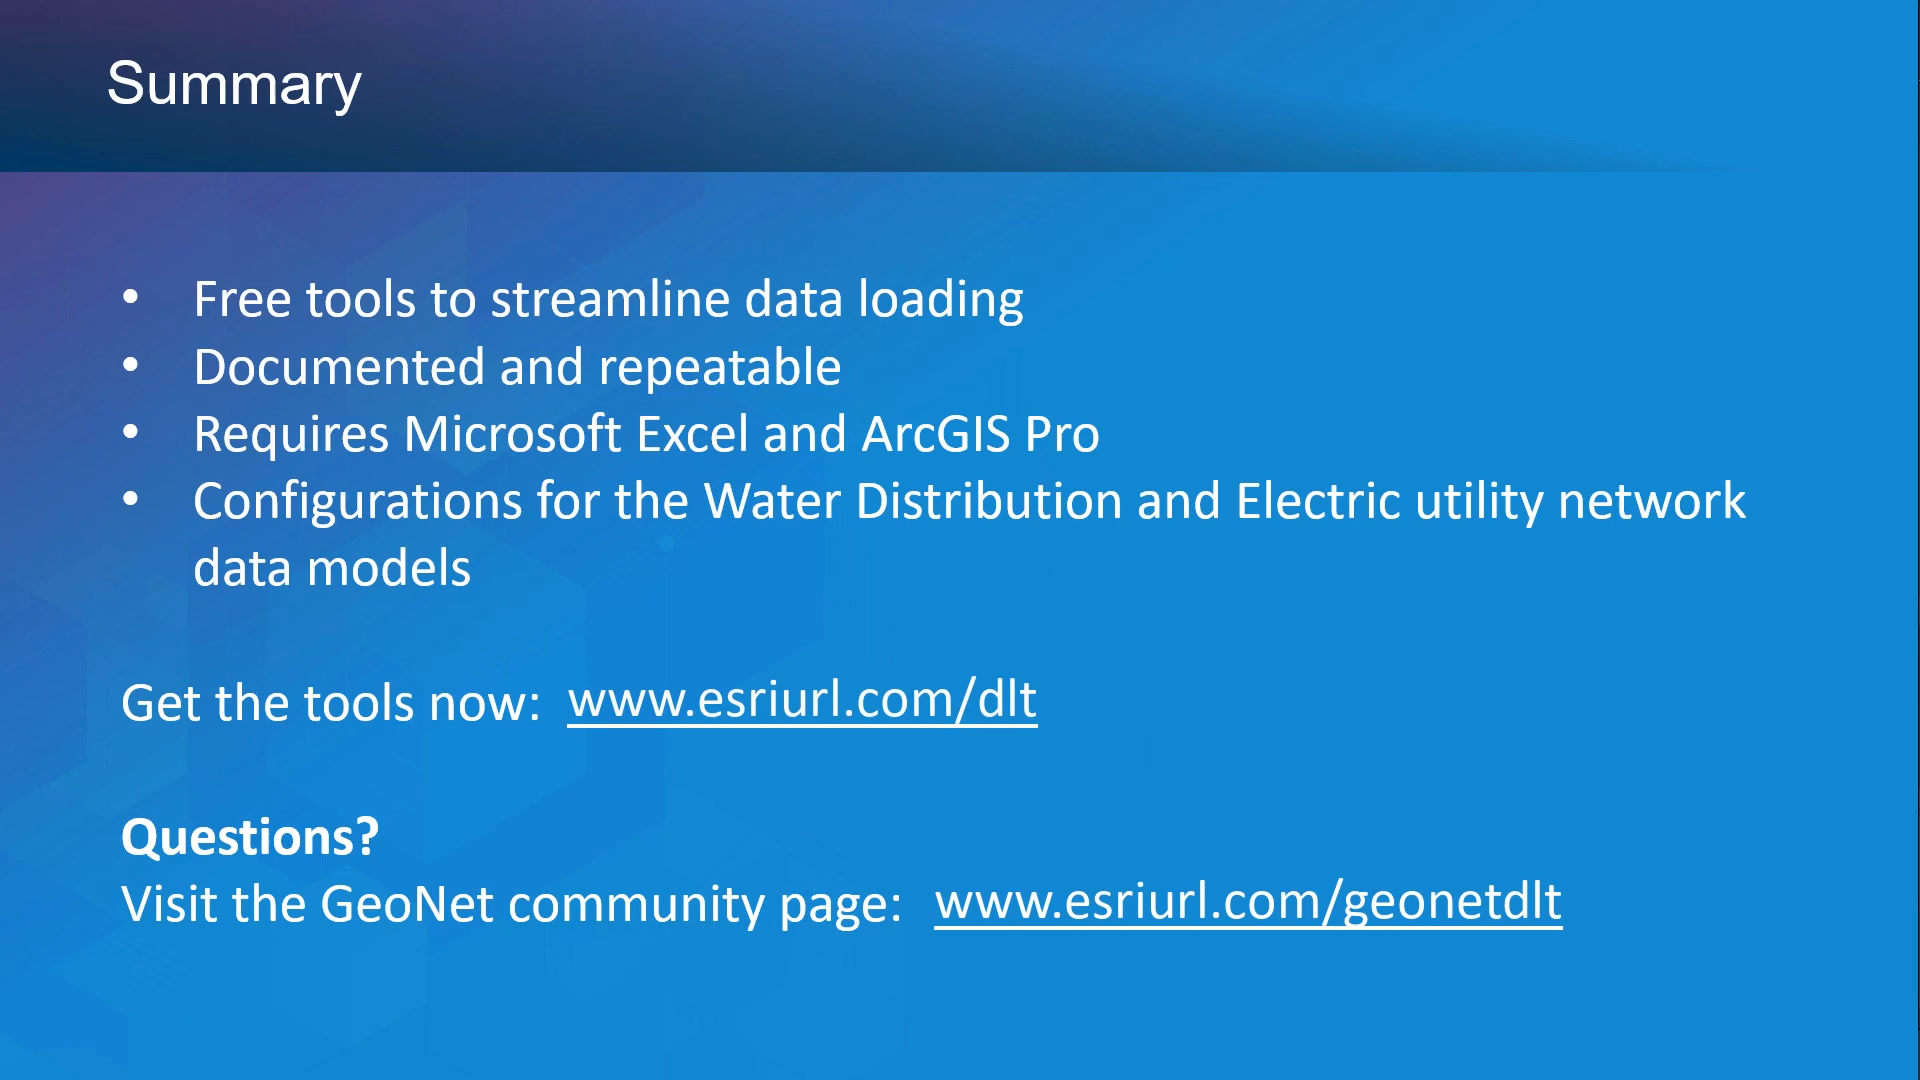 Summary
• Free tools to streamline data loading
• Documented and repeatable
• Requires Microsoft Excel and ArcGIS Pro
• Configurations for the Water Distribution and Electric utility network
data models
Get the tools now: www.esriurl.com/dlt
Questions?
Visit the GeoNet community page: www.esriurl.com/geonetdlt